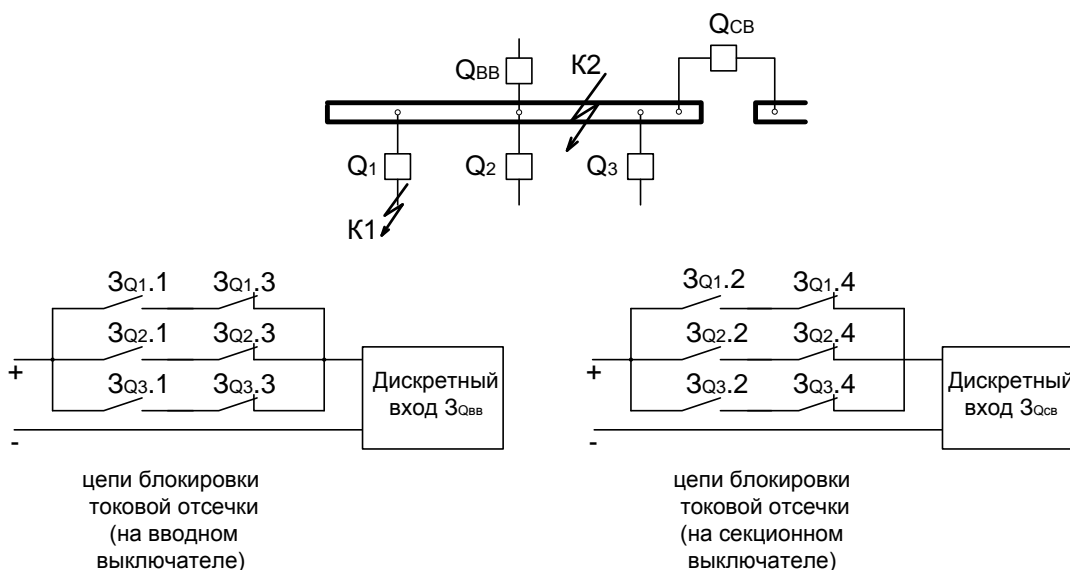 QСВ
QВВ
К2
Q1
Q2
Q3
К1
ЗQ1.1
ЗQ1.3
ЗQ2.1
ЗQ2.3
ЗQ3.1
ЗQ3.3
+
-
Дискретный
вход ЗQвв
цепи блокировки
токовой отсечки
(на вводном
выключателе)
ЗQ1.2
ЗQ1.4
ЗQ2.2
ЗQ2.4
ЗQ3.2
ЗQ3.4
+
-
Дискретный
вход ЗQсв
цепи блокировки
токовой отсечки
(на секционном
выключателе)